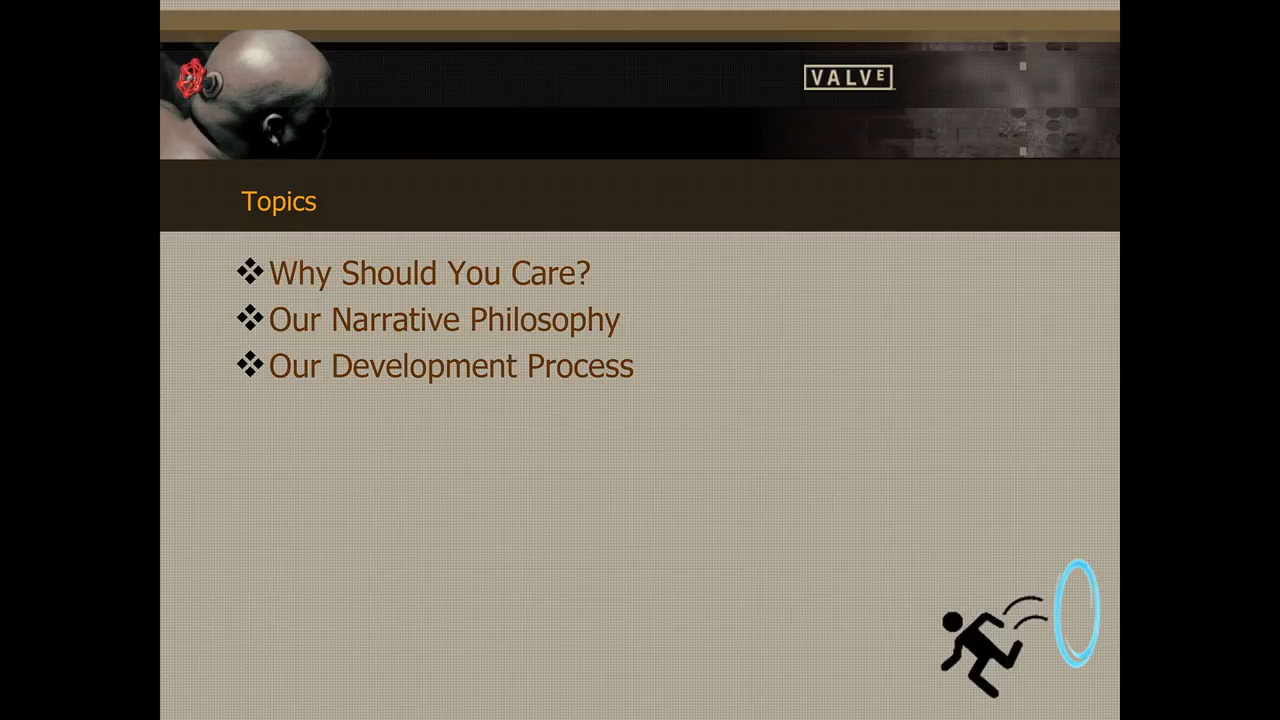 VALVE
Topics
Why Should You Care?
Our Narrative Philosophy
Our Development Process